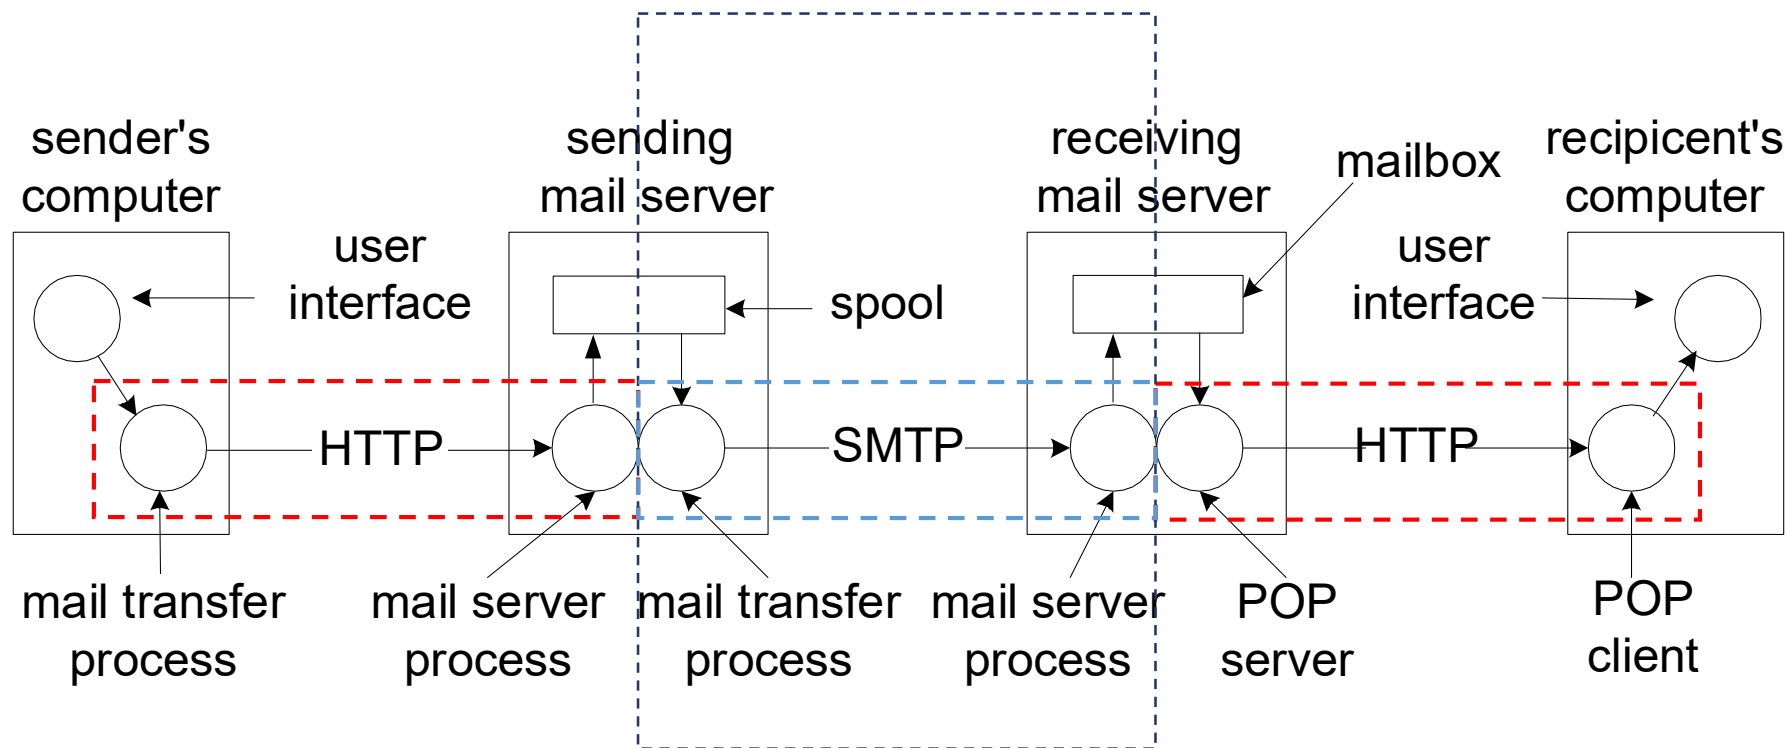 sender's
computer
sending
mail server
receiving
mail server
mailbox
recipicent's
computer
user
interface
spool
user
interface
HTTP
SMTP
HTTP
mail transfer
process
mail server
process
mail transfer
process
mail server
process
POP
server
POP
client